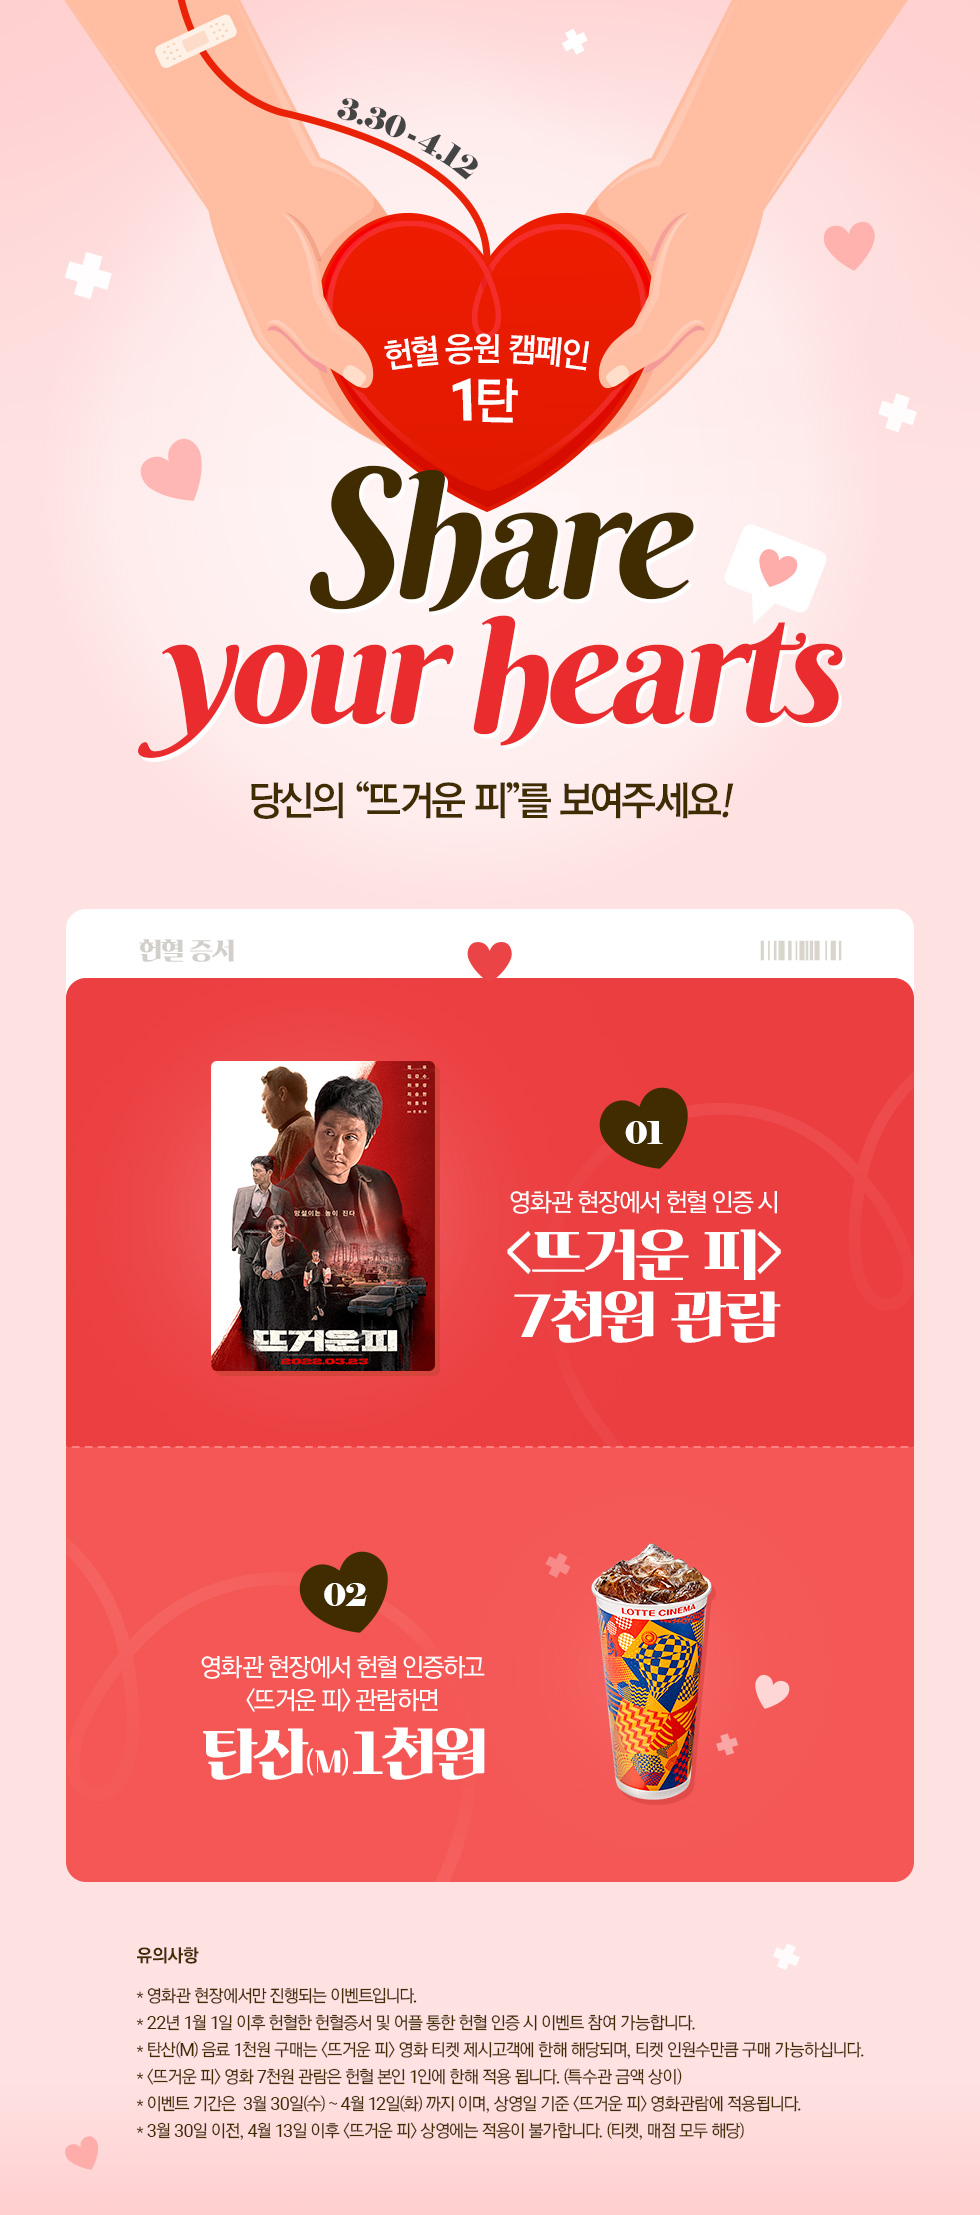 3.30-4.12
헌혈 응원 캠페인
1탄
Share
your hearts
당신의 “뜨거운 피”를 보여주세요!
헌혈 증서
망설이는 놈이 진다
뜨거운피
2022.03.23
01
영화관 현장에서 헌혈 인증 시
<뜨거운 피>
7천원 관람
02
영화관 현장에서 헌혈 인증하고
<뜨거운 피> 관람하면
탄산(M)1천원
LOTTE CINEMA
유의사항
* 영화관 현장에서만 진행되는 이벤트입니다.
* 22년 1월 1일 이후 헌혈한 헌혈증서 및 어플 통한 헌혈 인증 시 이벤트 참여 가능합니다.
* 탄산(M) 음료 1천원 구매는 <뜨거운 피> 영화 티켓 제시고객에 한해 해당되며, 티켓 인원수만큼 구매 가능하십니다.
* <뜨거운 피> 영화 7천원 관람은 헌혈 본인 1인에 한해 적용 됩니다. (특수관 금액 상이)
* 이벤트 기간은 3월 30일(수) ~ 4월 12일(화) 까지 이며, 상영일 기준 <뜨거운 피> 영화관람에 적용됩니다.
* 3월 30일 이전, 4월 13일 이후 <뜨거운 피> 상영에는 적용이 불가합니다. (티켓, 매점 모두 해당)